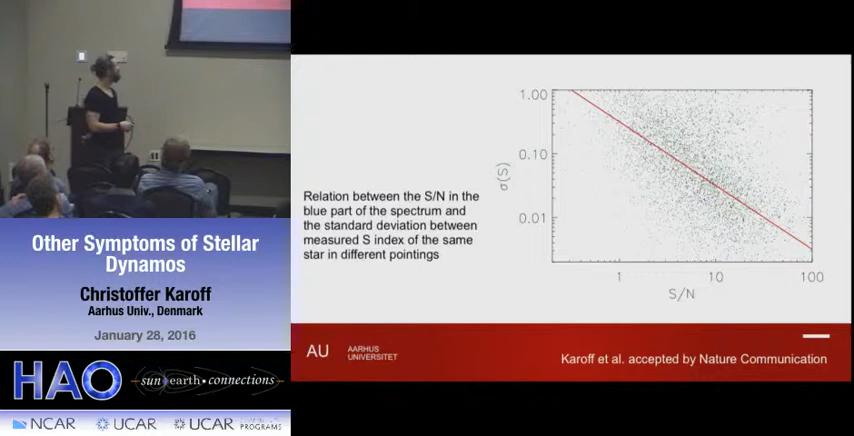 Other Symptoms of Stellar
Dynamos
Christoffer Karoff
Aarhus Univ., Denmark
January 28, 2016
HAO
sun earth connections
NCAR
UCAR
UCAR
PROGRAMS
Relation between the S/N in the
blue part of the spectrum and
the standard deviation between
measured S index of the same
star in different pointings
1.00
0.10
0.01
σ(S)
1
10
100
S/N
AU
AARHUS
UNIVERSITET
Karoff et al. accepted by Nature Communication